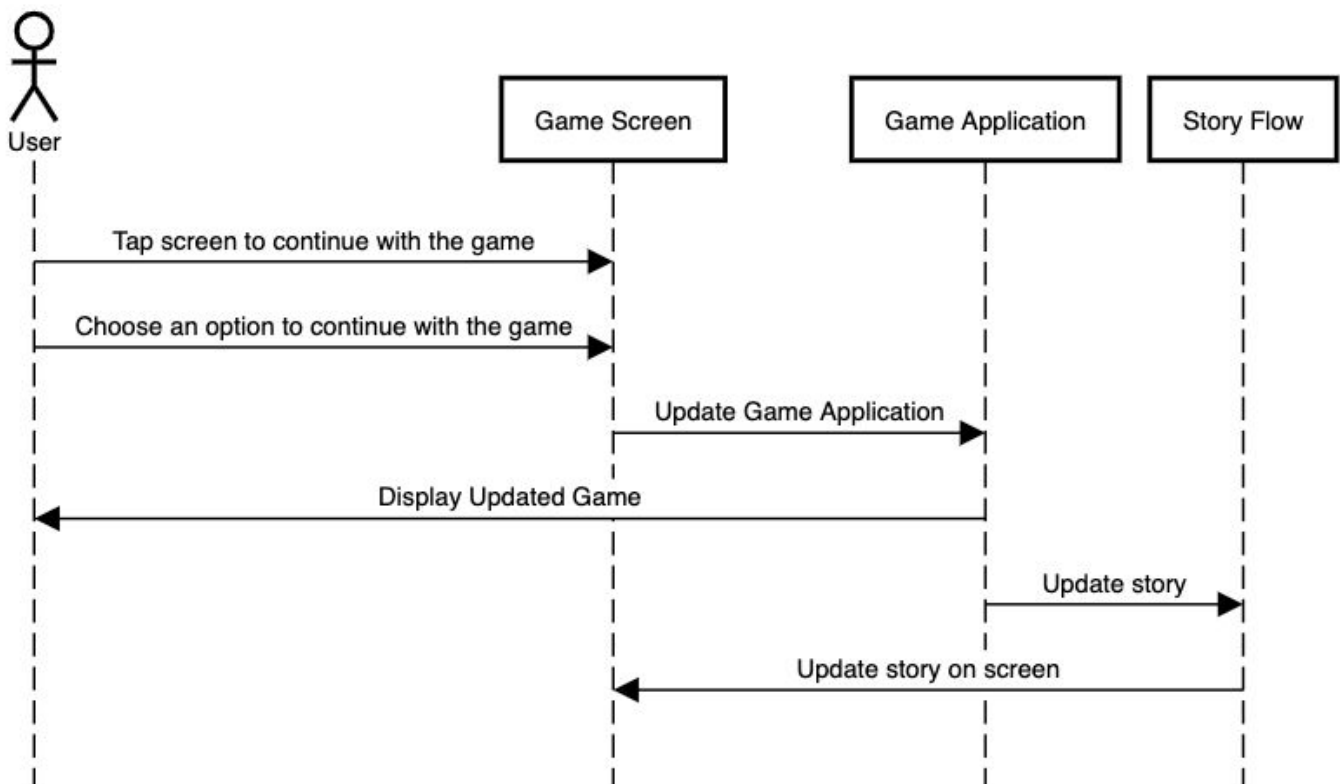 Game Screen
Game Application
Story Flow
User
Tap screen to continue with the game
Choose an option to continue with the game
Update Game Application
Display Updated Game
Update story
Update story on screen